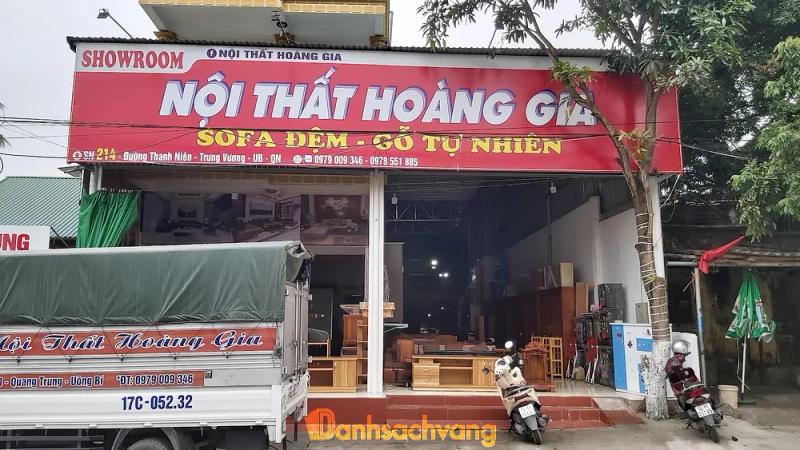 SHOWROOM
NỘI THẤT HOÀNG GIA
NỘI THẤT HOÀNG GIA
SOFA ĐỆM - GỖ TỰ NHIÊN
SN 214 - Đường Thanh Niên - Trưng Vương - UB - QN
0979 009 346 - 0978 551 885
UNG
Nội Thất Hoàng Gia
- Quang Trung - Uông Bí
ĐT: 0979 009 346
17C-052.32
Danhsachvang